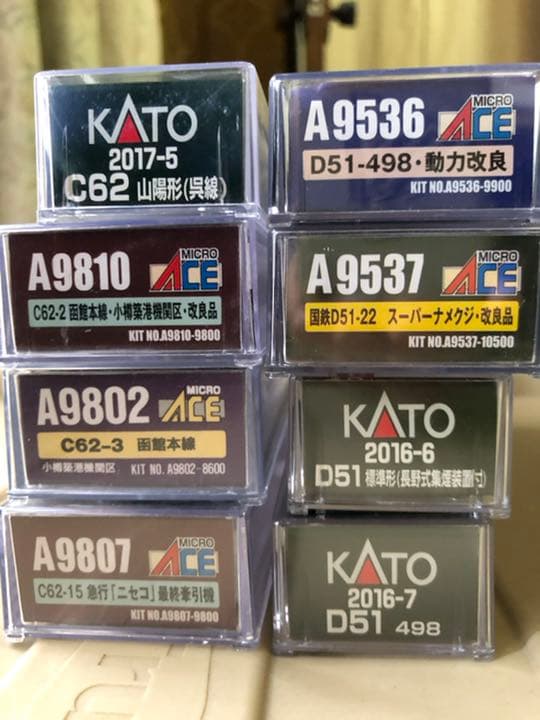 KATO
2017-5
C62 山陽形(呉線)
A9810
MICRO
ACE
C62-2 函館本線・小樽築港機関区・改良品
KIT NO.A9810-9800
A9802
MICRO
ACE
C62-3 函館本線
小樽築港機関区 KIT NO. A9802-8600
A9807
MICRO
ACE
C62-15 急行「ニセコ」最終牽引機
KIT NO.A9807-9800
A9536
MICRO
ACE
D51-498・動力改良
KIT NO.A9536-9900
A9537
MICRO
ACE
国鉄D51-22 スーパーナメクジ・改良品
KIT NO.A9537-10500
KATO
2016-6
D51 標準形(長野式集煙装置付)
KATO
2016-7
D51 498